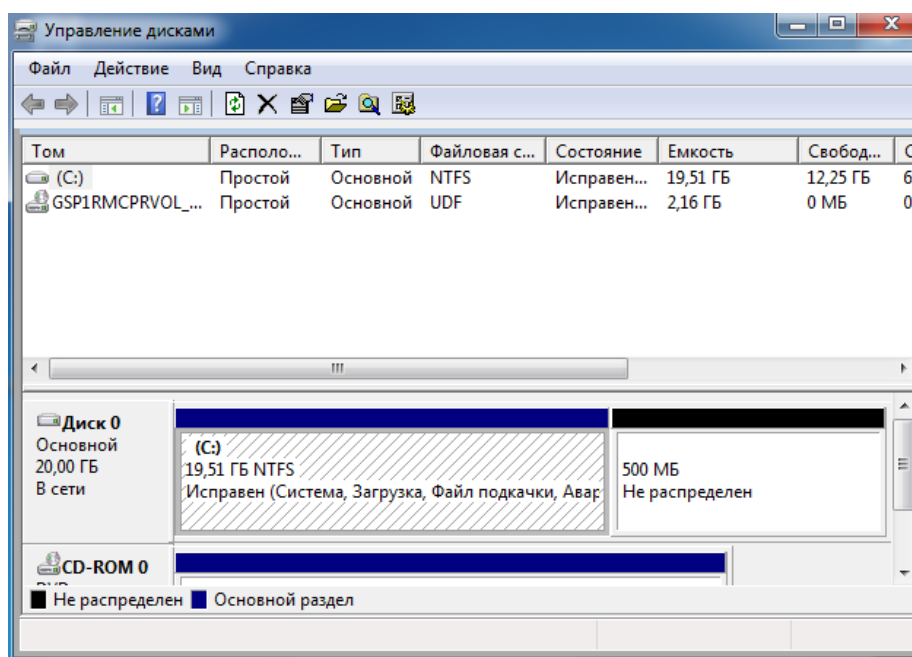 Управление дисками
Файл Действие Вид Справка
Том Располо... Тип Файловая с... Состояние Емкость Свобод... С
(C:) Простой Основной NTFS Исправен... 19,51 ГБ 12,25 ГБ 6
GSP1RMCPRVOL_... Простой Основной UDF Исправен... 2,16 ГБ 0 МБ 0
Диск 0
Основной
20,00 ГБ
В сети
(C:)
19,51 ГБ NTFS
Исправен (Система, Загрузка, Файл подкачки, Авар
500 МБ
Не распределен
CD-ROM 0
Не распределен Основной раздел